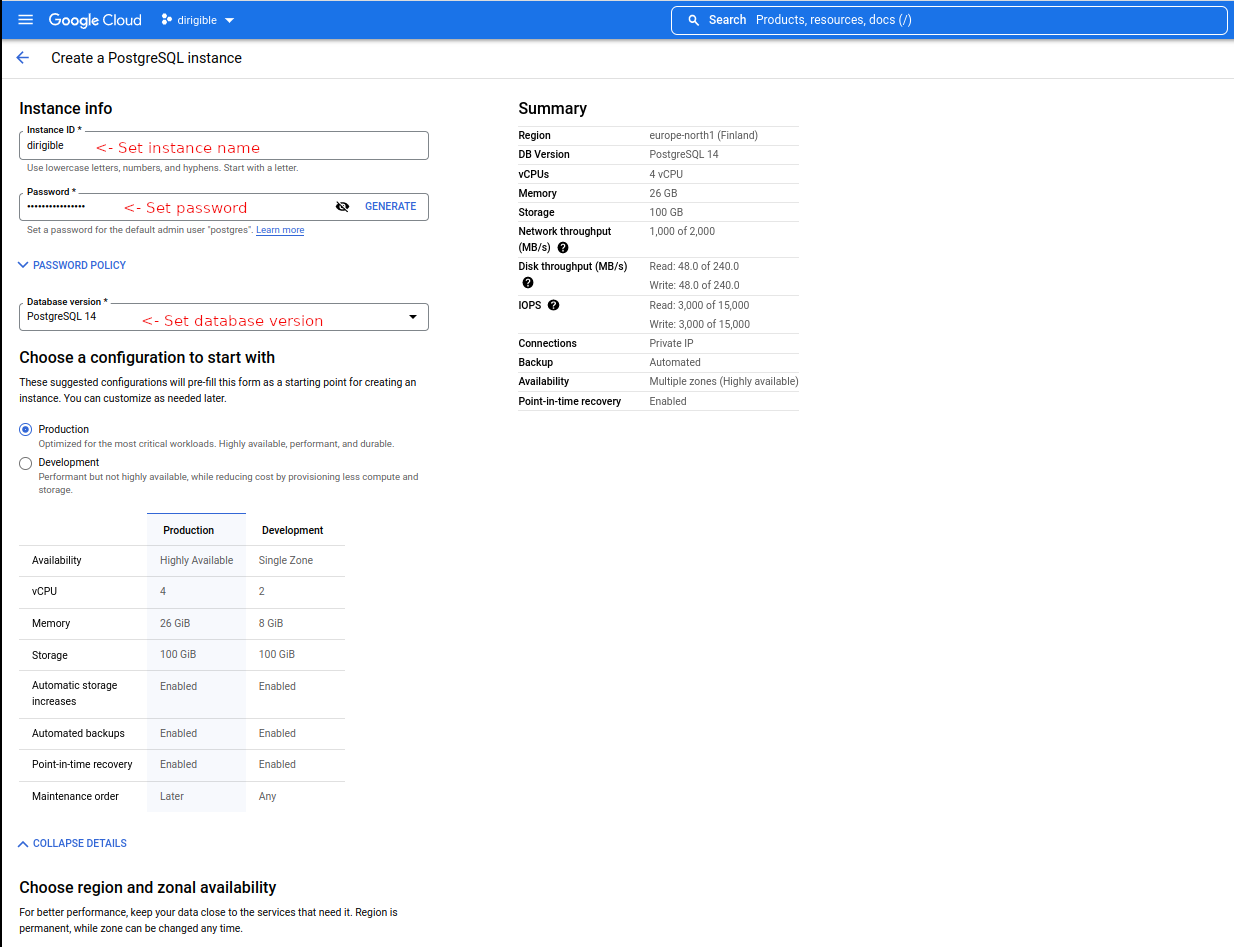 Google Cloud dirigible Search Products, resources, docs (/)
Create a PostgreSQL instance
Instance info
Instance ID *
dirigible <- Set instance name
Use lowercase letters, numbers, and hyphens. Start with a letter.
Password *
•••••••••••••••• <- Set password GENERATE
Set a password for the default admin user "postgres". Learn more
PASSWORD POLICY
Database version *
PostgreSQL 14 <- Set database version
Choose a configuration to start with
These suggested configurations will pre-fill this form as a starting point for creating an
instance. You can customize as needed later.
Production
Optimized for the most critical workloads. Highly available, performant, and durable.
Development
Performant but not highly available, while reducing cost by provisioning less compute and
storage.
Production Development
Availability Highly Available Single Zone
vCPU 4 2
Memory 26 GiB 8 GiB
Storage 100 GiB 100 GiB
Automatic storage Enabled Enabled
increases
Automated backups Enabled Enabled
Point-in-time recovery Enabled Enabled
Maintenance order Later Any
COLLAPSE DETAILS
Choose region and zonal availability
For better performance, keep your data close to the services that need it. Region is
permanent, while zone can be changed any time.
Summary
Region europe-north1 (Finland)
DB Version PostgreSQL 14
vCPUs 4 vCPU
Memory 26 GB
Storage 100 GB
Network throughput 1,000 of 2,000
(MB/s) ?
Disk throughput (MB/s) Read: 48.0 of 240.0
? Write: 48.0 of 240.0
IOPS ? Read: 3,000 of 15,000
Write: 3,000 of 15,000
Connections Private IP
Backup Automated
Availability Multiple zones (Highly available)
Point-in-time recovery Enabled